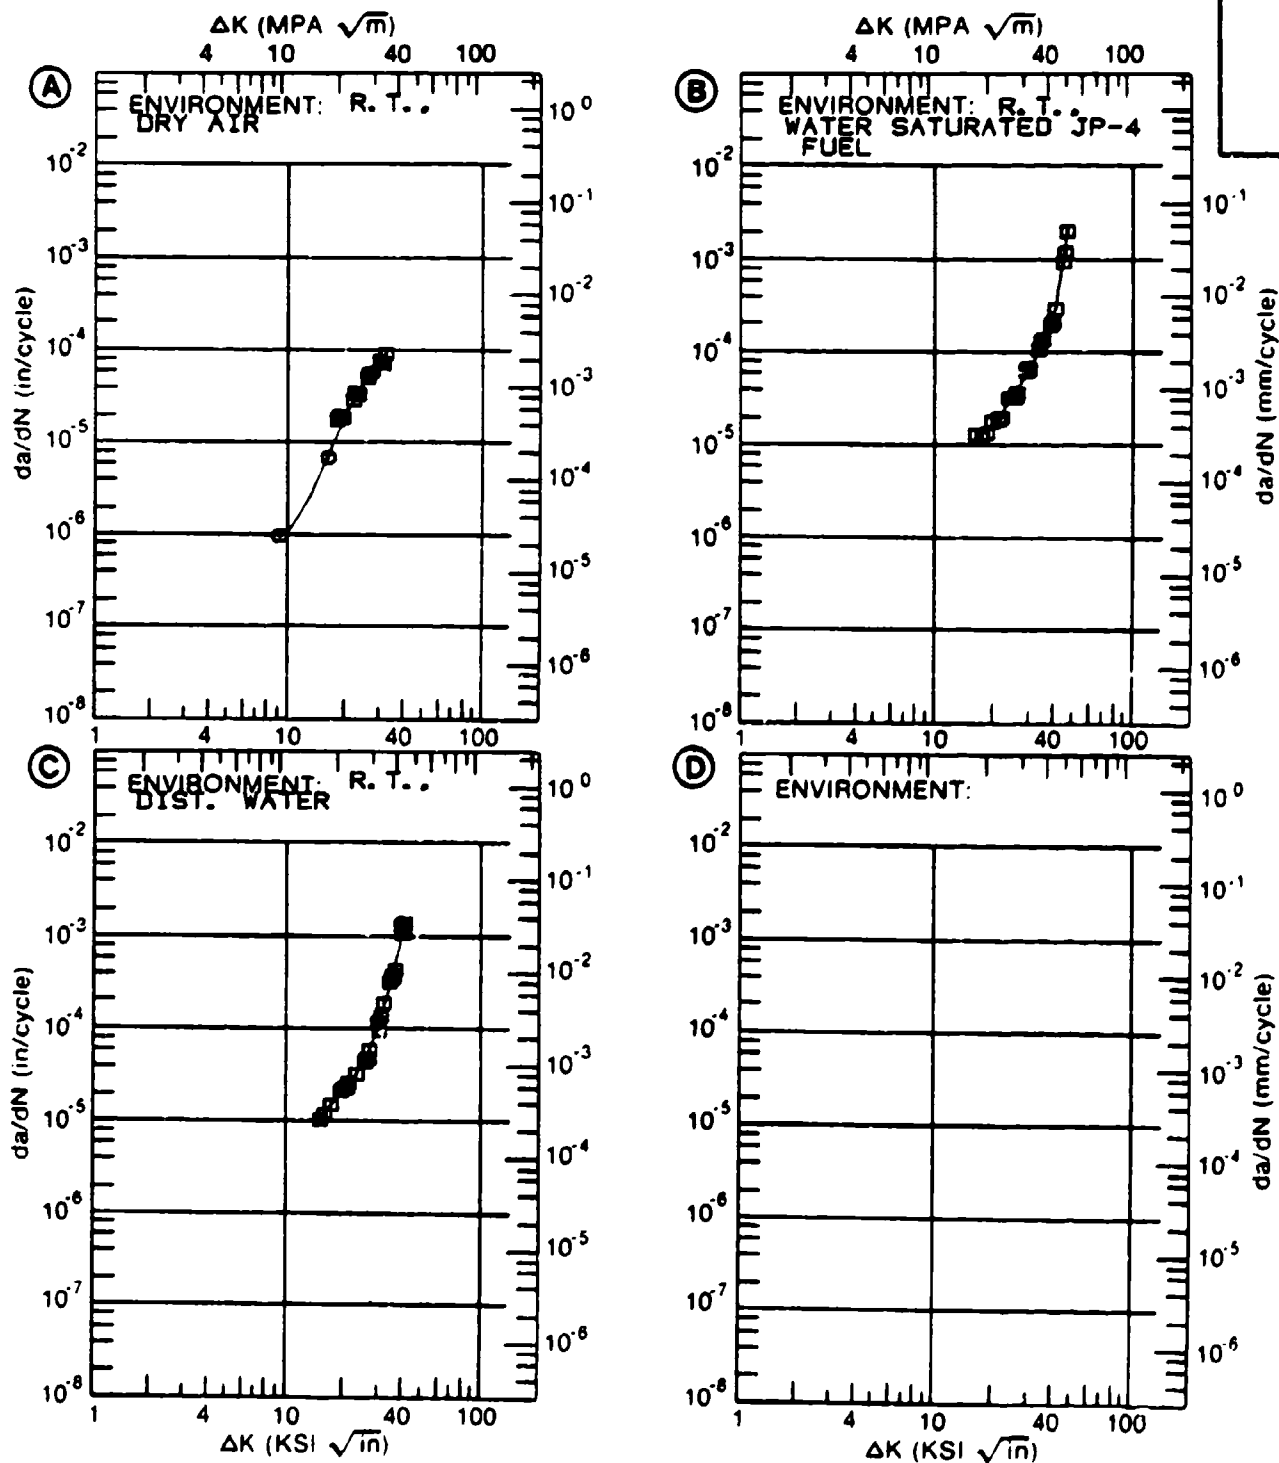 ΔK (MPA √m)
4 10 40 100
A
ENVIRONMENT: R.T.,
DRY AIR
10^0
10^-2
10^-1
10^-3
10^-2
10^-4
10^-3
10^-5
10^-4
10^-6
10^-5
10^-7
10^-6
10^-8
da/dN (in/cycle)
1 4 10 40 100
ΔK (MPA √m)
4 10 40 100
B
ENVIRONMENT: R.T.,
WATER SATURATED JP-4
FUEL
10^-2
10^-1
10^-3
10^-2
10^-4
10^-3
10^-5
10^-4
10^-6
10^-5
10^-7
10^-6
10^-8
da/dN (mm/cycle)
1 4 10 40 100
C
ENVIRONMENT: R.T.,
DIST. WATER
10^0
10^-2
10^-1
10^-3
10^-2
10^-4
10^-3
10^-5
10^-4
10^-6
10^-5
10^-7
10^-6
10^-8
da/dN (in/cycle)
1 4 10 40 100
ΔK (KSI √in)
D
ENVIRONMENT:
10^0
10^-2
10^-1
10^-3
10^-2
10^-4
10^-3
10^-5
10^-4
10^-6
10^-5
10^-7
10^-6
10^-8
da/dN (mm/cycle)
1 4 10 40 100
ΔK (KSI √in)